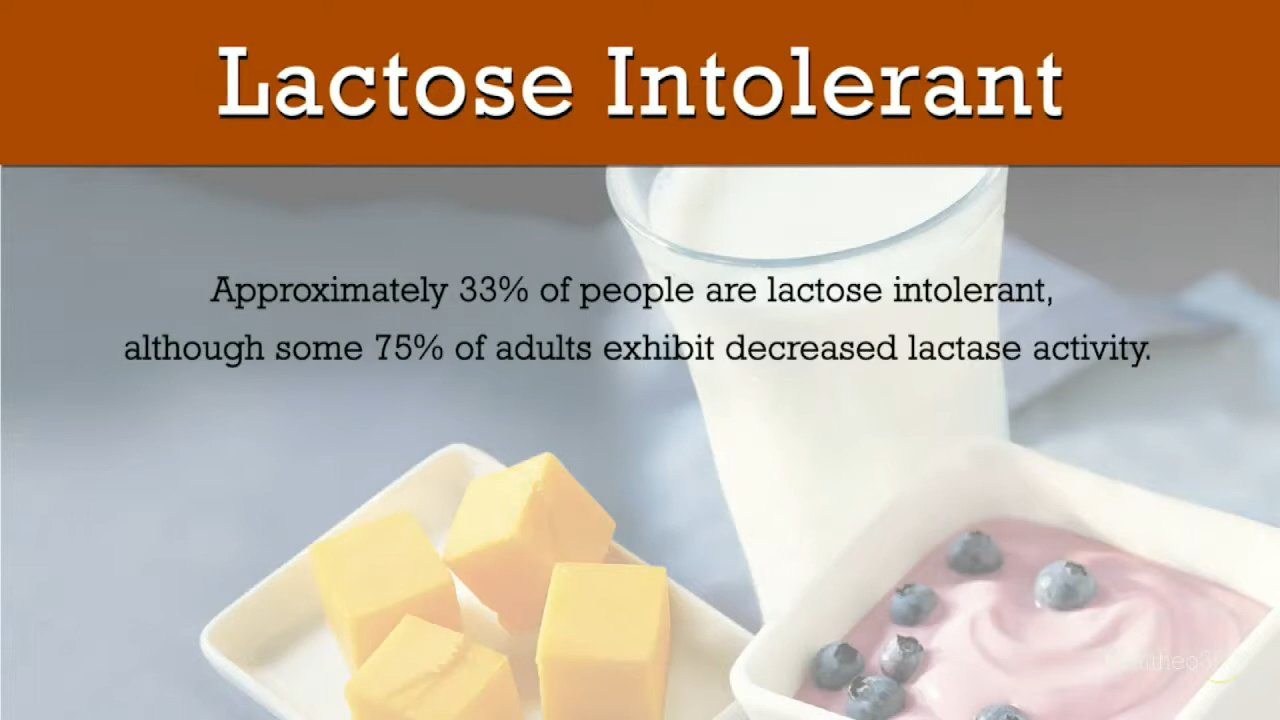 Lactose Intolerant
Approximately 33% of people are lactose intolerant,
although some 75% of adults exhibit decreased lactase activity.